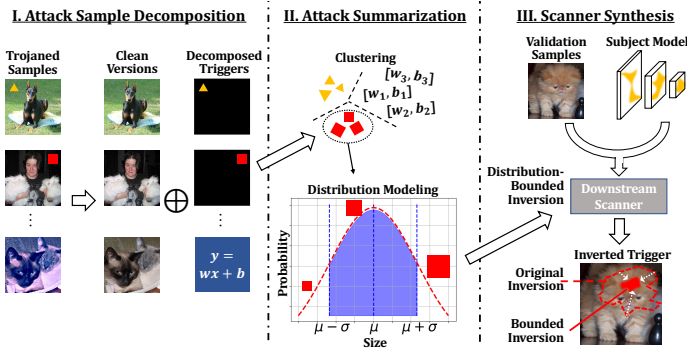 I. Attack Sample Decomposition
Trojaned
Samples
Clean
Versions
Decomposed
Triggers
⋮
⋮
y =
wx + b
II. Attack Summarization
Clustering
[w₃, b₃]
[w₁, b₁]
[w₂, b₂]
Distribution Modeling
Probability
μ − σ
μ
μ + σ
Size
III. Scanner Synthesis
Validation
Samples
Subject Model
Distribution-
Bounded
Inversion
Downstream
Scanner
Inverted Trigger
Original
Inversion
Bounded
Inversion